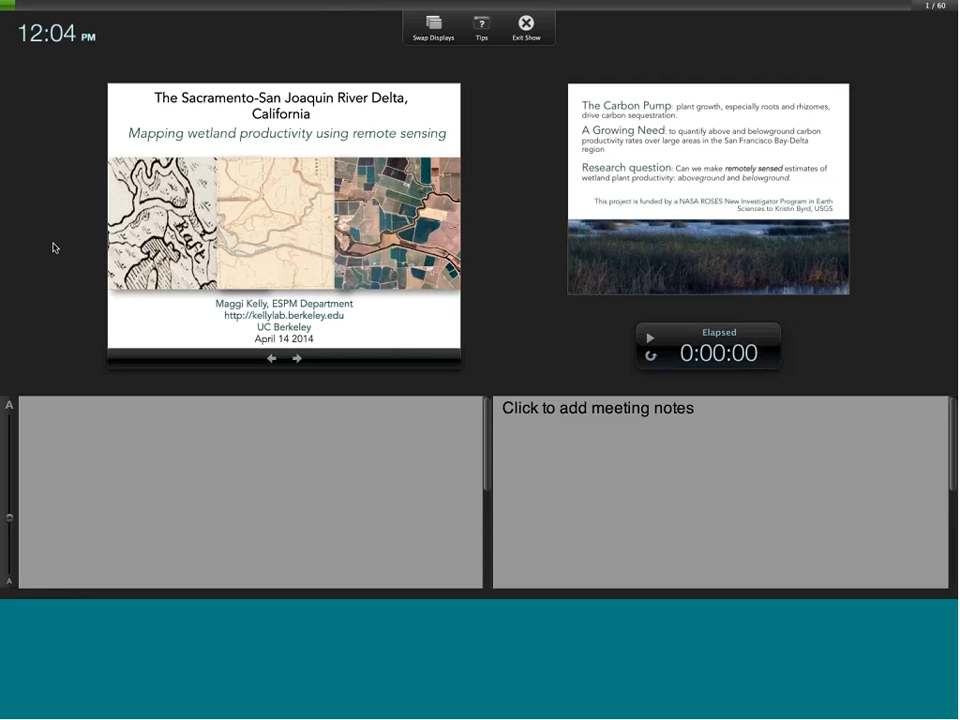 1 / 60
12:04 PM
Swap Displays
Tips
Exit Show
The Sacramento-San Joaquin River Delta,
California
Mapping wetland productivity using remote sensing
Raft
Maggi Kelly, ESPM Department
http://kellylab.berkeley.edu
UC Berkeley
April 14 2014
The Carbon Pump: plant growth, especially roots and rhizomes,
drive carbon sequestration.
A Growing Need: to quantify above and belowground carbon
productivity rates over large areas in the San Francisco Bay-Delta
region
Research question: Can we make remotely sensed estimates of
wetland plant productivity: aboveground and belowground.
This project is funded by a NASA ROSES New Investigator Program in Earth
Sciences to Kristin Byrd, USGS
Elapsed
0:00:00
A
A
Click to add meeting notes